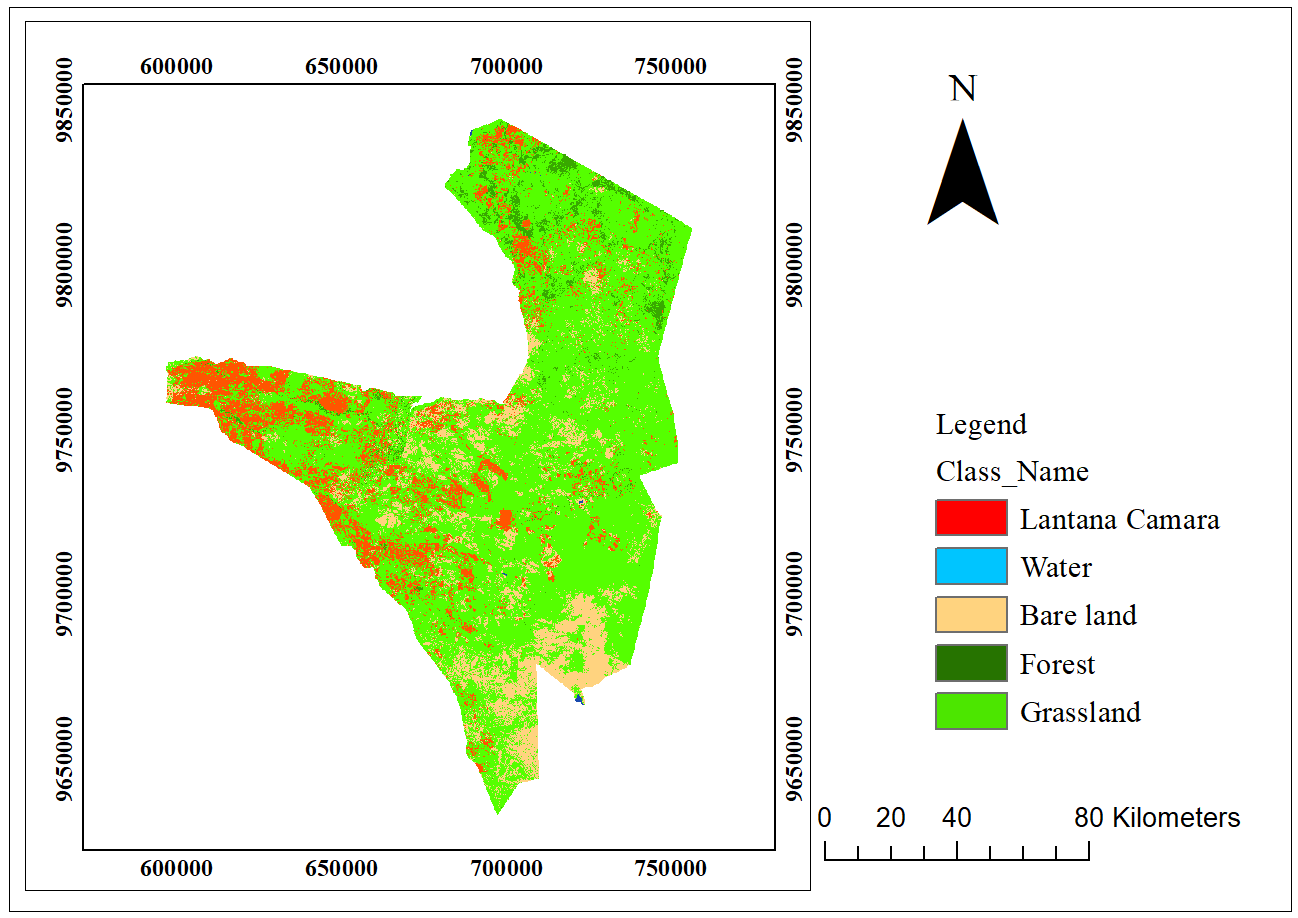 600000 650000 700000 750000
9850000 9850000
9800000 9800000
9750000 9750000
9700000 9700000
9650000 9650000
600000 650000 700000 750000
N
Legend
Class_Name
Lantana Camara
Water
Bare land
Forest
Grassland
0 20 40 80 Kilometers